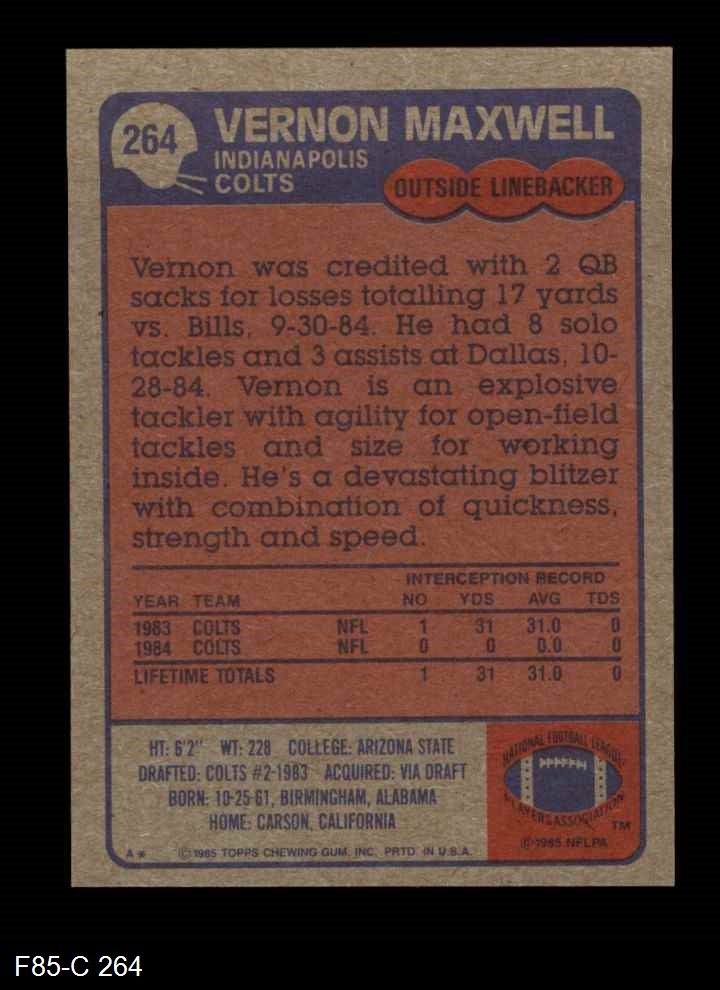 264
VERNON MAXWELL
INDIANAPOLIS
COLTS
OUTSIDE LINEBACKER
Vernon was credited with 2 QB
sacks for losses totalling 17 yards
vs. Bills, 9-30-84. He had 8 solo
tackles and 3 assists at Dallas, 10-
28-84. Vernon is an explosive
tackler with agility for open-field
tackles and size for working
inside. He's a devastating blitzer
with combination of quickness,
strength and speed.
INTERCEPTION RECORD
YEAR TEAM NO YDS AVG TDS
1983 COLTS NFL 1 31 31.0 0
1984 COLTS NFL 0 0 0.0 0
LIFETIME TOTALS 1 31 31.0 0
HT: 6'2" WT: 228 COLLEGE: ARIZONA STATE
DRAFTED: COLTS #2-1983 ACQUIRED: VIA DRAFT
BORN: 10-25-61, BIRMINGHAM, ALABAMA
HOME: CARSON, CALIFORNIA
A* © 1985 TOPPS CHEWING GUM, INC. PRTD. IN U.S.A.
NATIONAL FOOTBALL LEAGUE
PLAYERS ASSOCIATION
TM
© 1985 NFLPA
F85-C 264